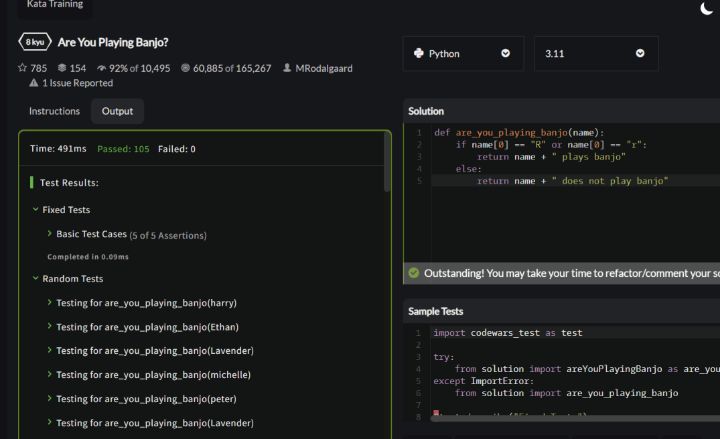 Kata Training
8 kyu Are You Playing Banjo?
785 154 92% of 10,495 60,885 of 165,267 MRodalgaard
1 Issue Reported
Python 3.11
Instructions Output
Time: 491ms Passed: 105 Failed: 0
Test Results:
Fixed Tests
Basic Test Cases (5 of 5 Assertions)
Completed in 0.09ms
Random Tests
Testing for are_you_playing_banjo(harry)
Testing for are_you_playing_banjo(Ethan)
Testing for are_you_playing_banjo(Lavender)
Testing for are_you_playing_banjo(michelle)
Testing for are_you_playing_banjo(peter)
Testing for are_you_playing_banjo(Lavender)
Solution
1 def are_you_playing_banjo(name):
2 if name[0] == "R" or name[0] == "r":
3 return name + " plays banjo"
4 else:
5 return name + " does not play banjo"
Outstanding! You may take your time to refactor/comment your so
Sample Tests
1 import codewars_test as test
2
3 try:
4 from solution import areYouPlayingBanjo as are_you
5 except ImportError:
6 from solution import are_you_playing_banjo
7
8